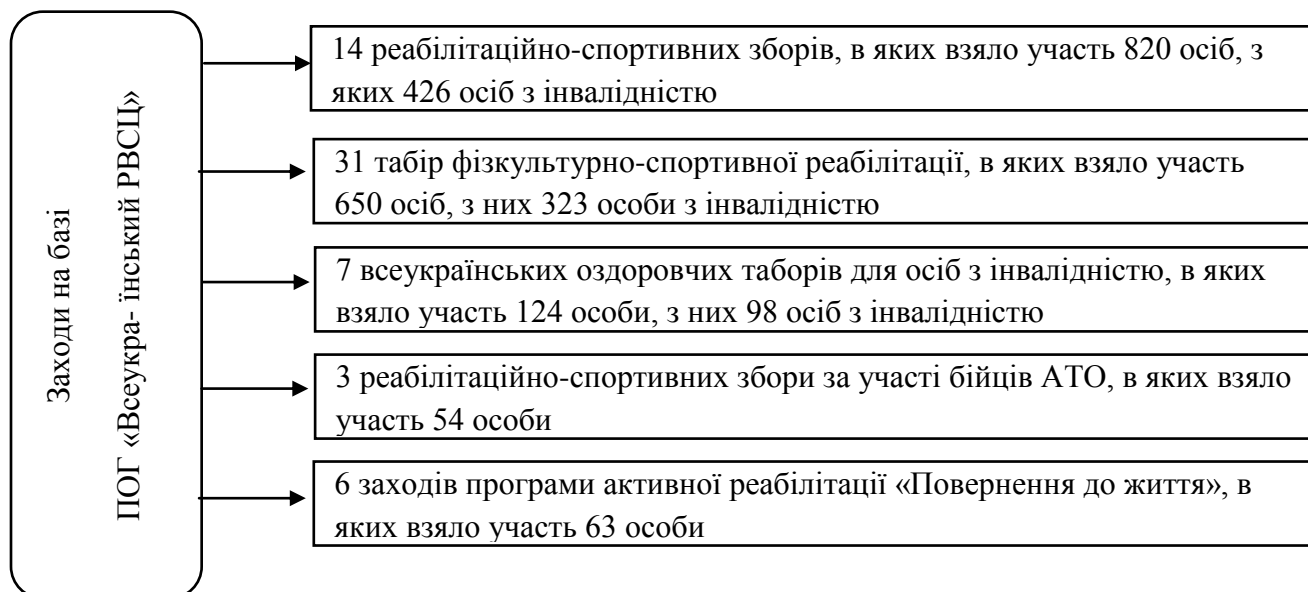 Заходи на базі
ПОГ «Всеукра- їнський РВСЦ»
14 реабілітаційно-спортивних зборів, в яких взяло участь 820 осіб, з
яких 426 осіб з інвалідністю
31 табір фізкультурно-спортивної реабілітації, в яких взяло участь
650 осіб, з них 323 особи з інвалідністю
7 всеукраїнських оздоровчих таборів для осіб з інвалідністю, в яких
взяло участь 124 особи, з них 98 осіб з інвалідністю
3 реабілітаційно-спортивних збори за участі бійців АТО, в яких взяло
участь 54 особи
6 заходів програми активної реабілітації «Повернення до життя», в
яких взяло участь 63 особи